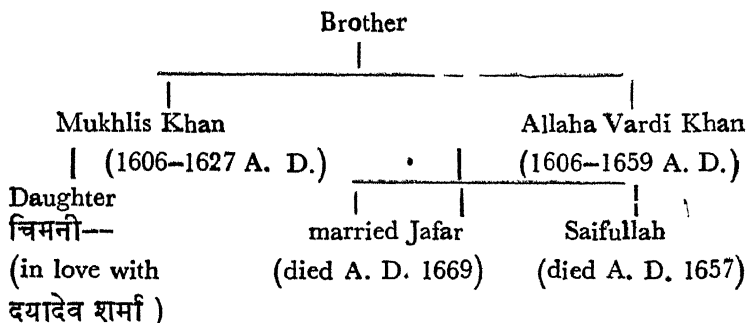 Brother
Mukhlis Khan Allaha Vardi Khan
(1606–1627 A. D.) (1606–1659 A. D.)
Daughter
चिमनी— married Jafar Saifullah
(in love with (died A. D. 1669) (died A. D. 1657)
दयादेव शर्मा )